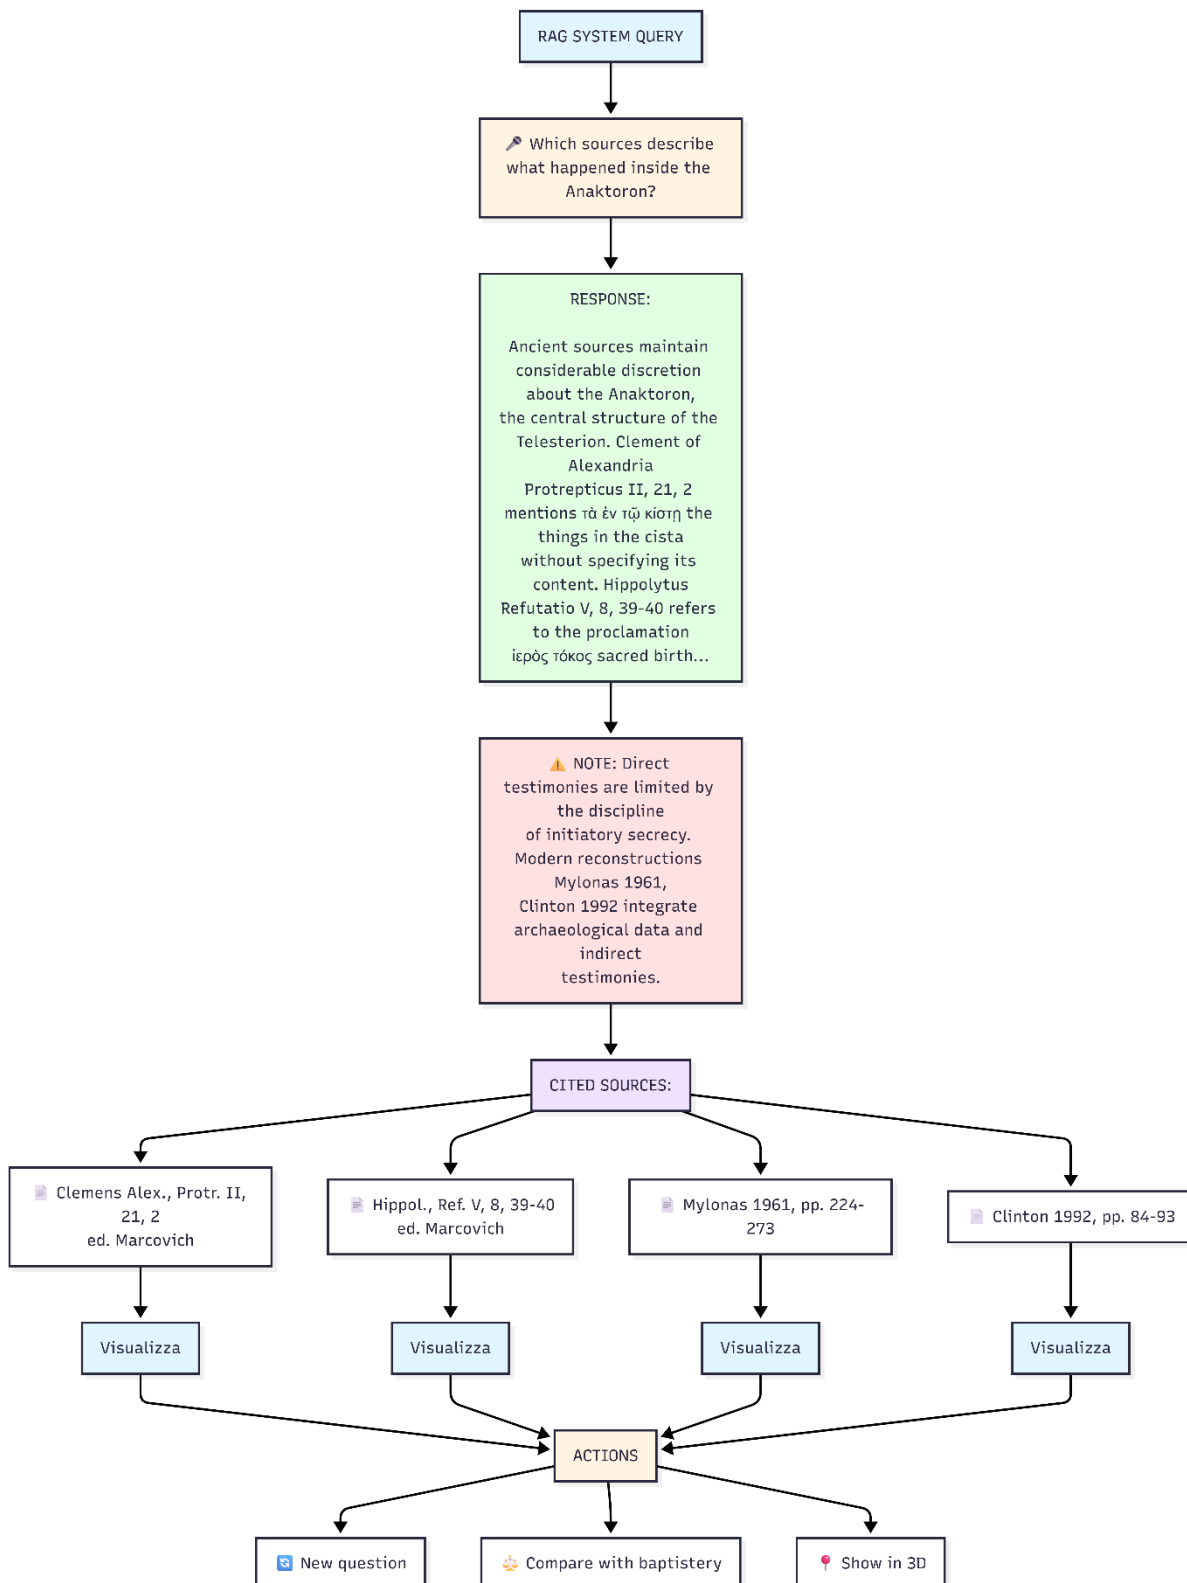 RAG SYSTEM QUERY
🎤 Which sources describe
what happened inside the
Anaktoron?
RESPONSE:
Ancient sources maintain
considerable discretion
about the Anaktoron,
the central structure of the
Telesterion. Clement of
Alexandria
Protrepticus II, 21, 2
mentions τὰ ἐν τῷ κίστῃ the
things in the cista
without specifying its
content. Hippolytus
Refutatio V, 8, 39-40 refers
to the proclamation
ἱερὸς τόκος sacred birth...
⚠️ NOTE: Direct
testimonies are limited by
the discipline
of initiatory secrecy.
Modern reconstructions
Mylonas 1961,
Clinton 1992 integrate
archaeological data and
indirect
testimonies.
CITED SOURCES:
📄 Clemens Alex., Protr. II,
21, 2
ed. Marcovich
📄 Hippol., Ref. V, 8, 39-40
ed. Marcovich
📄 Mylonas 1961, pp. 224-
273
📄 Clinton 1992, pp. 84-93
Visualizza
Visualizza
Visualizza
Visualizza
ACTIONS
🔄 New question
⚖️ Compare with baptistery
📍 Show in 3D